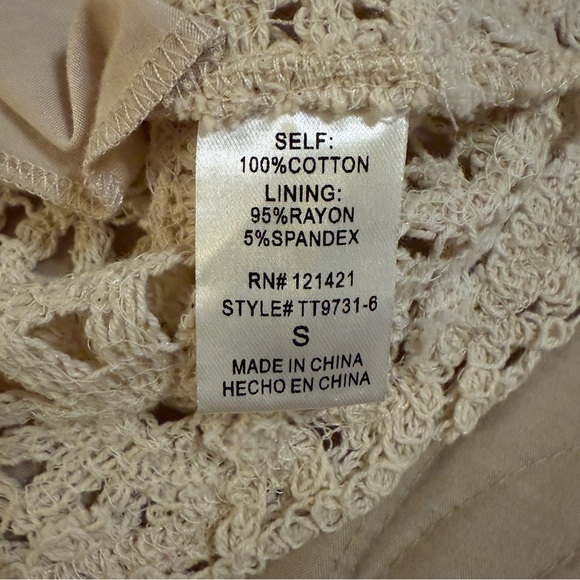 SELF:
100%COTTON
LINING:
95%RAYON
5%SPANDEX
RN# 121421
STYLE# TT9731-6
S
MADE IN CHINA
HECHO EN CHINA